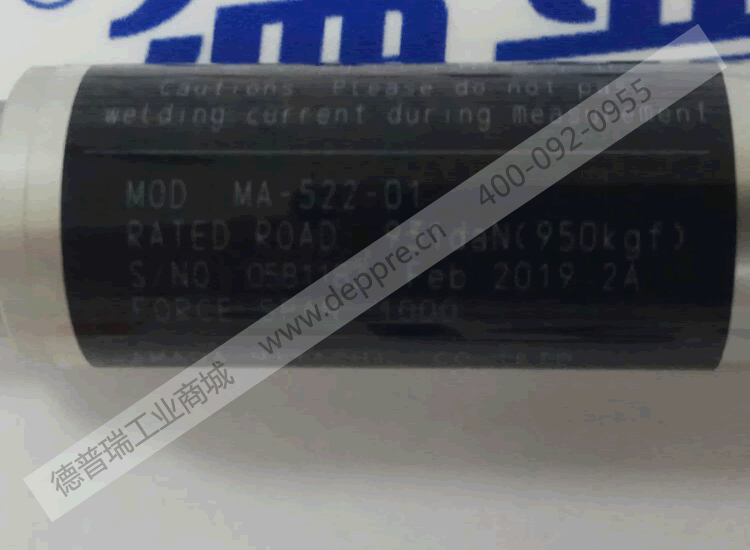 Cautions Please do not
welding current during measurement
MOD MA-522-01
RATED ROAD daN(950kgf)
S/NO Feb 2019.2A
FORCE 1000
德普瑞工业商城 www.deppre.cn 400-092-0955